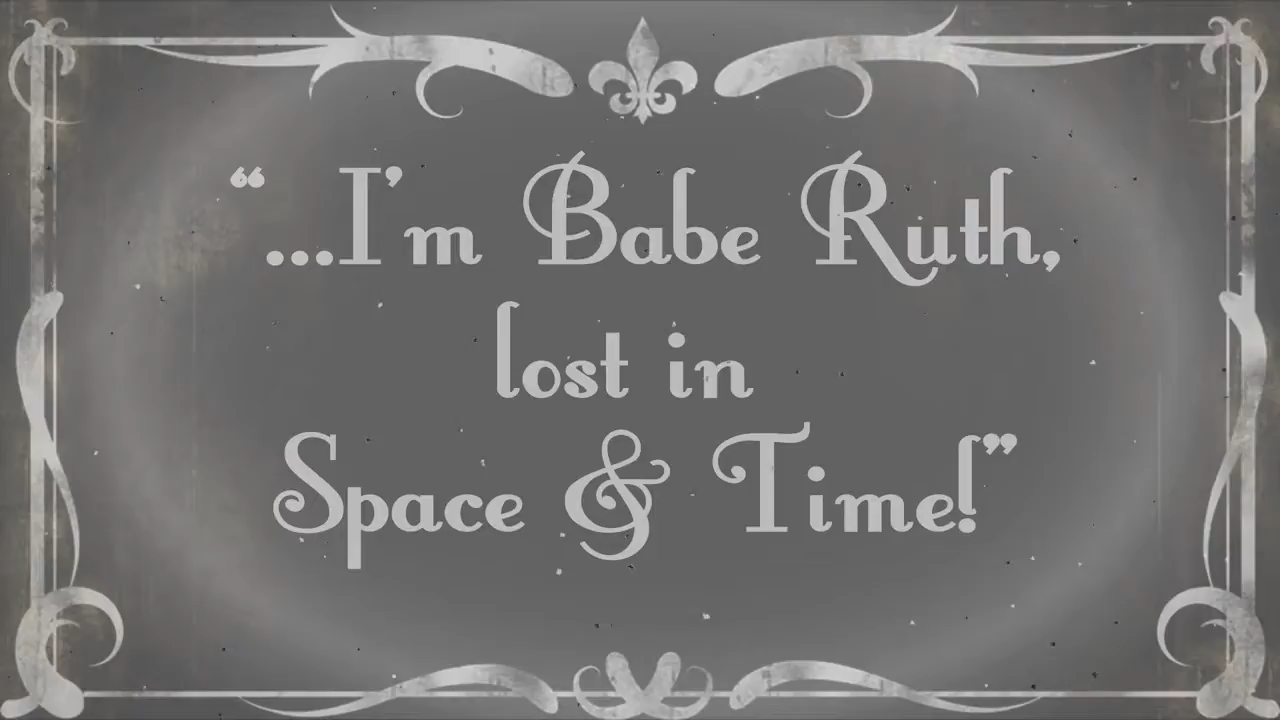 “...I’m Babe Ruth,
lost in
Space & Time!”